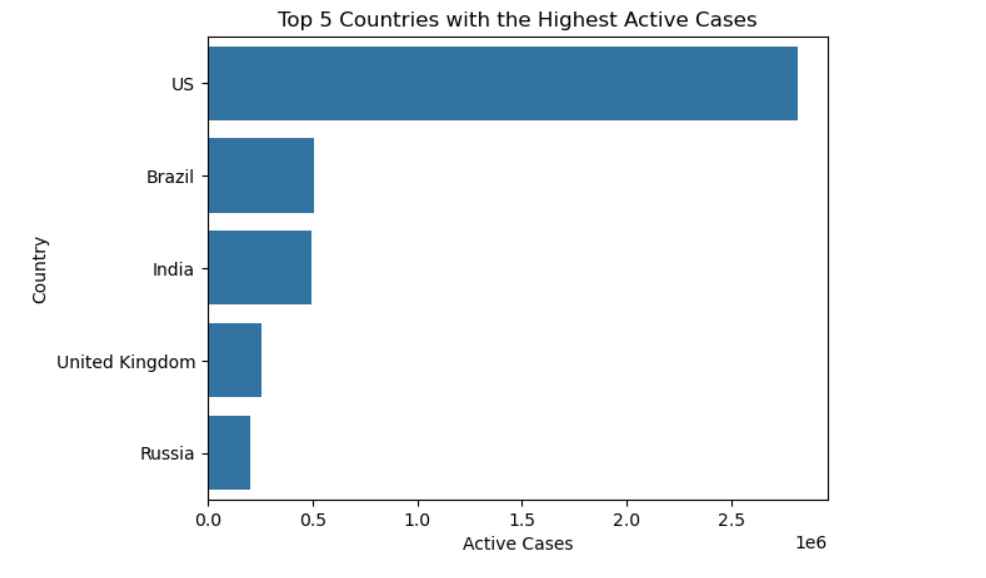 Top 5 Countries with the Highest Active Cases
US
Brazil
India
United Kingdom
Russia
Country
0.0 0.5 1.0 1.5 2.0 2.5
1e6
Active Cases